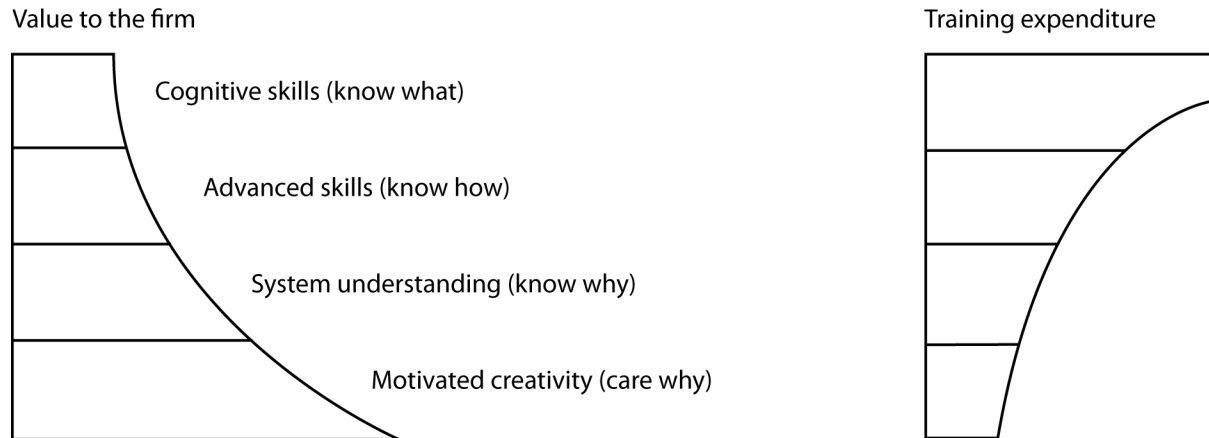 Value to the firm
Training expenditure
Cognitive skills (know what)
Advanced skills (know how)
System understanding (know why)
Motivated creativity (care why)